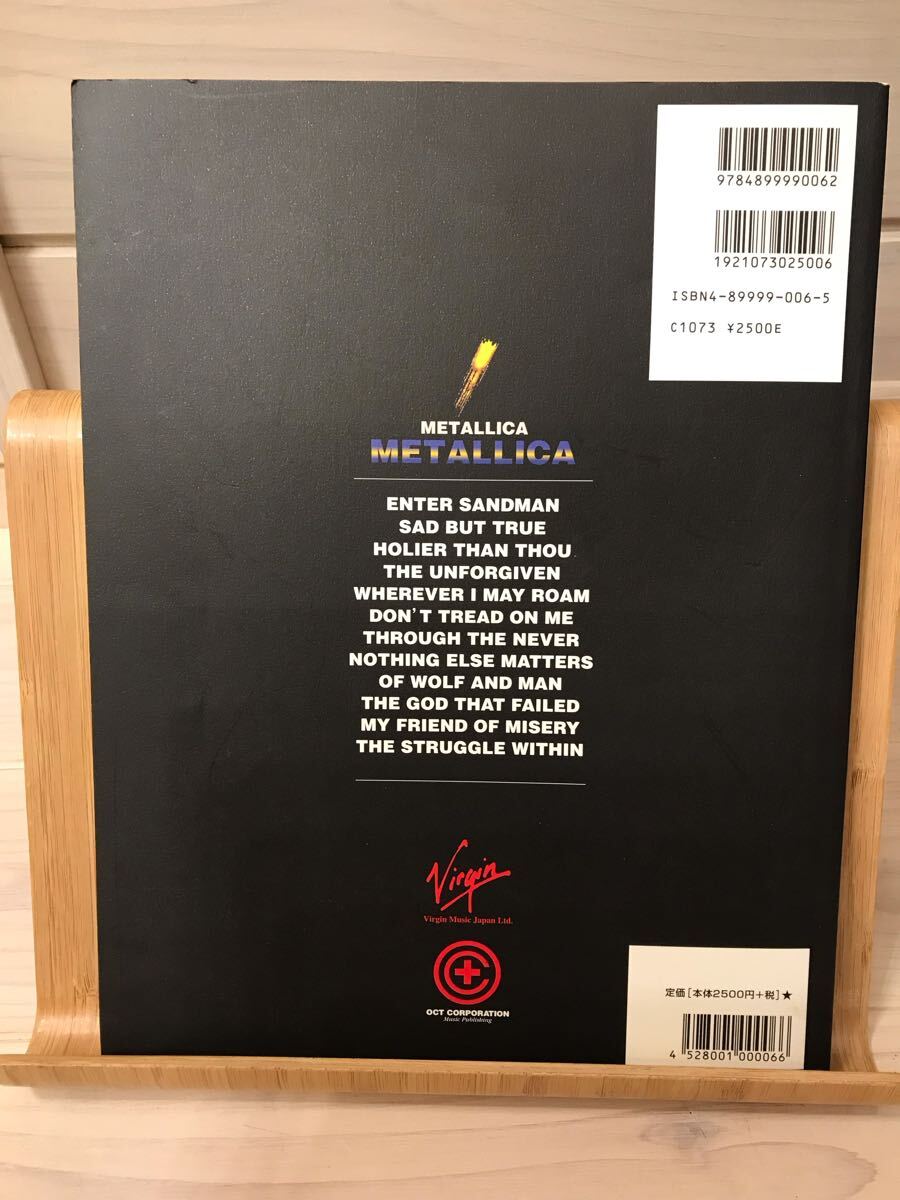 9784899990062
1921073025006
ISBN4-89999-006-5
C1073 ¥2500E
METALLICA
METALLICA
ENTER SANDMAN
SAD BUT TRUE
HOLIER THAN THOU
THE UNFORGIVEN
WHEREVER I MAY ROAM
DON'T TREAD ON ME
THROUGH THE NEVER
NOTHING ELSE MATTERS
OF WOLF AND MAN
THE GOD THAT FAILED
MY FRIEND OF MISERY
THE STRUGGLE WITHIN
Virgin
Virgin Music Japan Ltd.
OCT CORPORATION
Music Publishing
定価[本体2500円+税]★
4 528001 000066